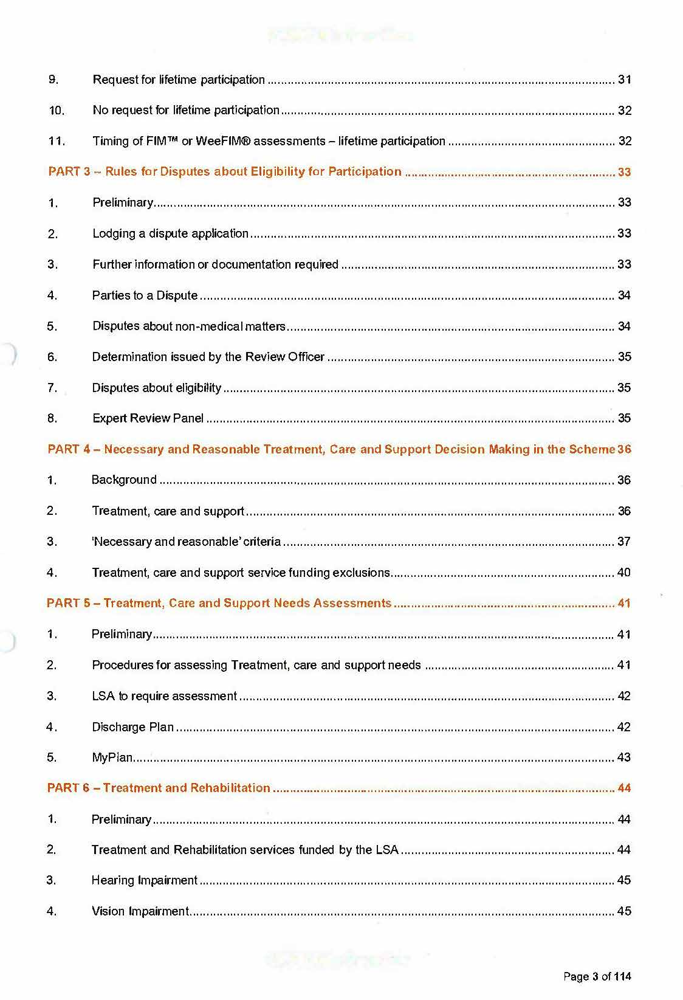 9. Request for lifetime participation ........ 31
10. No request for lifetime participation ........ 32
11. Timing of FIM™ or WeeFIM® assessments – lifetime participation ........ 32
PART 3 – Rules for Disputes about Eligibility for Participation ........ 33
1. Preliminary ........ 33
2. Lodging a dispute application ........ 33
3. Further information or documentation required ........ 33
4. Parties to a Dispute ........ 34
5. Disputes about non-medical matters ........ 34
6. Determination issued by the Review Officer ........ 35
7. Disputes about eligibility ........ 35
8. Expert Review Panel ........ 35
PART 4 – Necessary and Reasonable Treatment, Care and Support Decision Making in the Scheme 36
1. Background ........ 36
2. Treatment, care and support ........ 36
3. 'Necessary and reasonable' criteria ........ 37
4. Treatment, care and support service funding exclusions ........ 40
PART 5 – Treatment, Care and Support Needs Assessments ........ 41
1. Preliminary ........ 41
2. Procedures for assessing Treatment, care and support needs ........ 41
3. LSA to require assessment ........ 42
4. Discharge Plan ........ 42
5. MyPlan ........ 43
PART 6 – Treatment and Rehabilitation ........ 44
1. Preliminary ........ 44
2. Treatment and Rehabilitation services funded by the LSA ........ 44
3. Hearing Impairment ........ 45
4. Vision Impairment ........ 45
Page 3 of 114